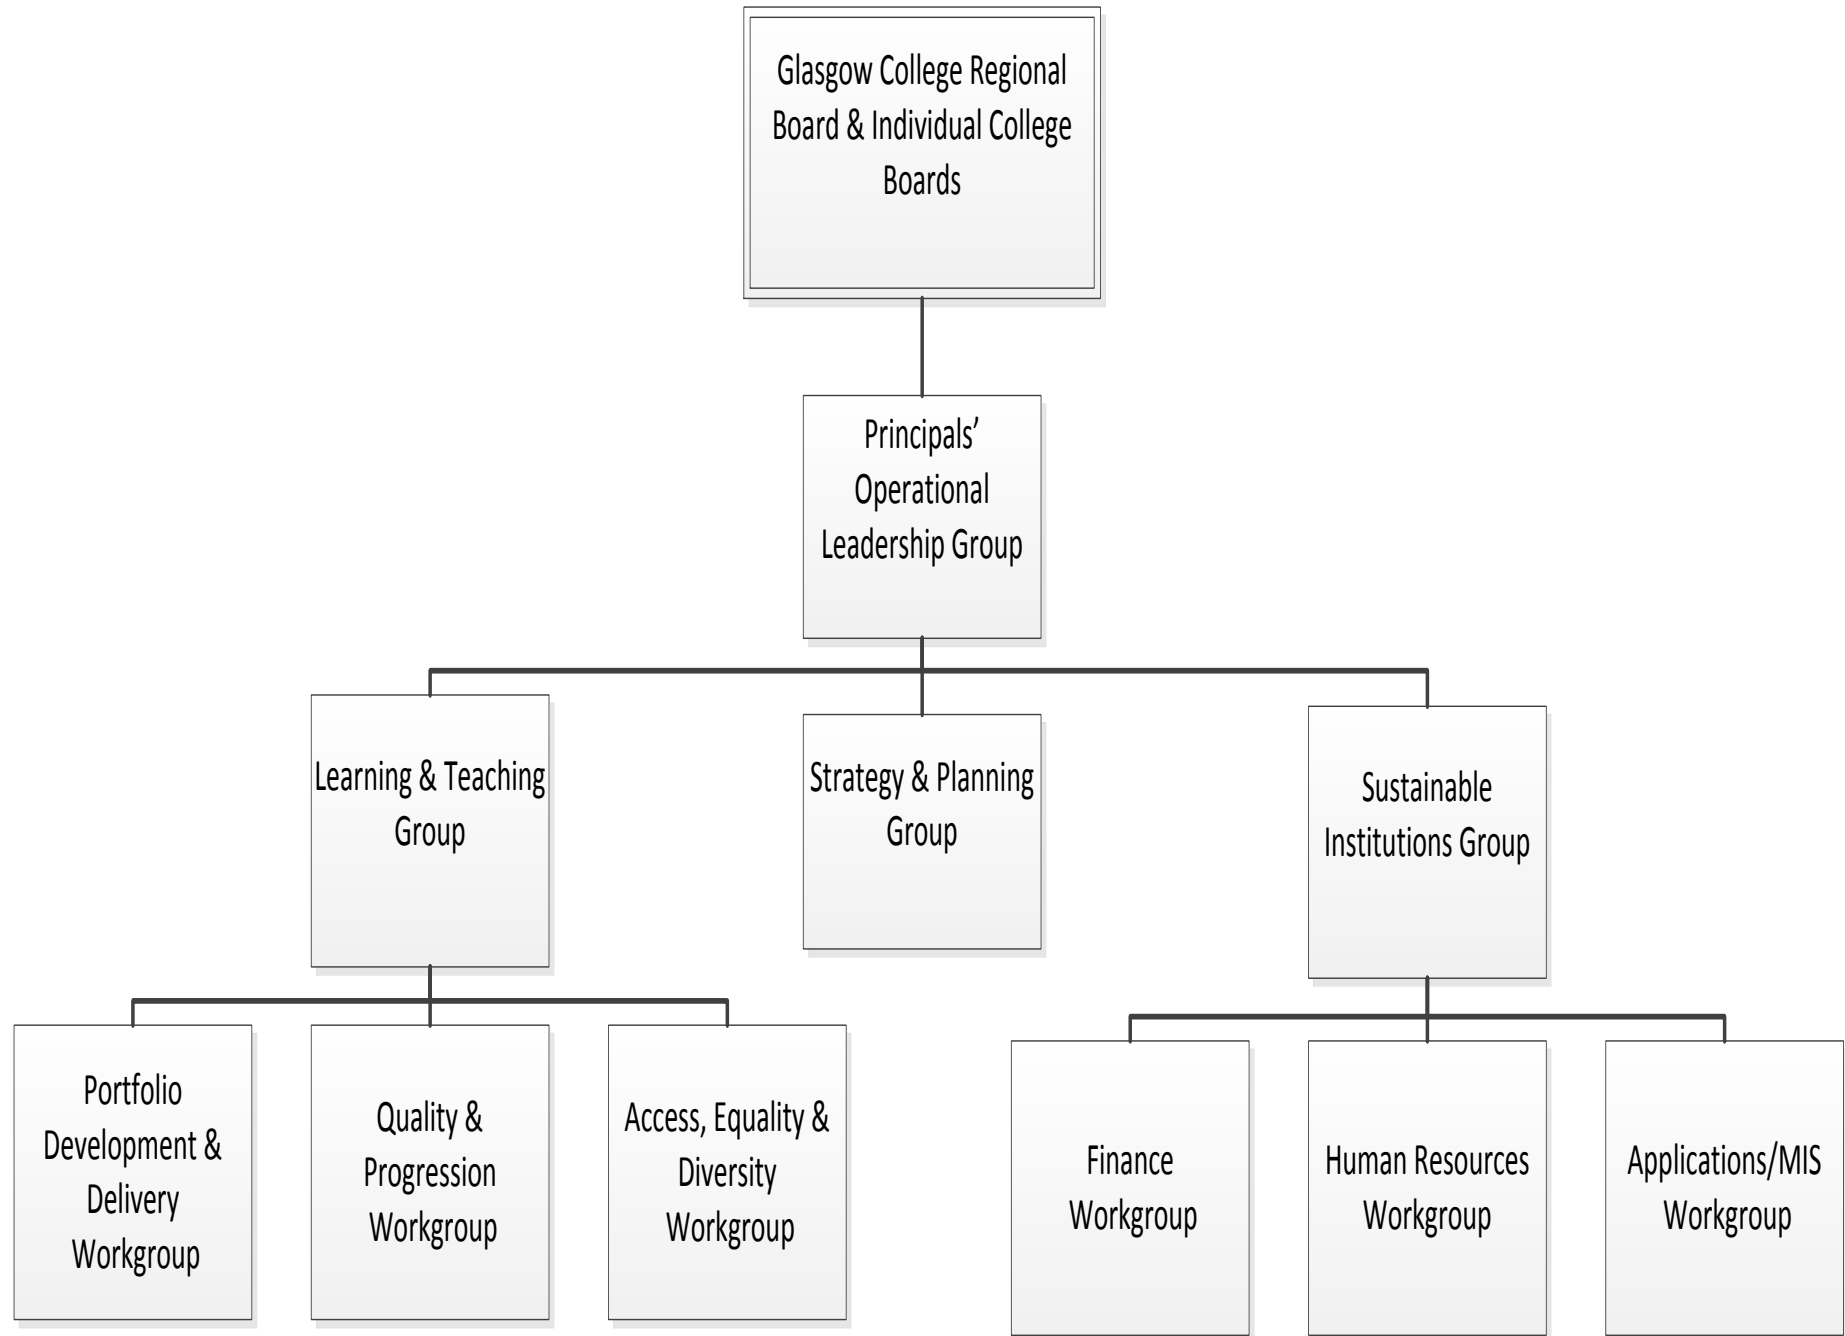 Glasgow College Regional
Board & Individual College
Boards
Principals’
Operational
Leadership Group
Learning & Teaching
Group
Strategy & Planning
Group
Sustainable
Institutions Group
Portfolio
Development &
Delivery
Workgroup
Quality &
Progression
Workgroup
Access, Equality &
Diversity
Workgroup
Finance
Workgroup
Human Resources
Workgroup
Applications/MIS
Workgroup